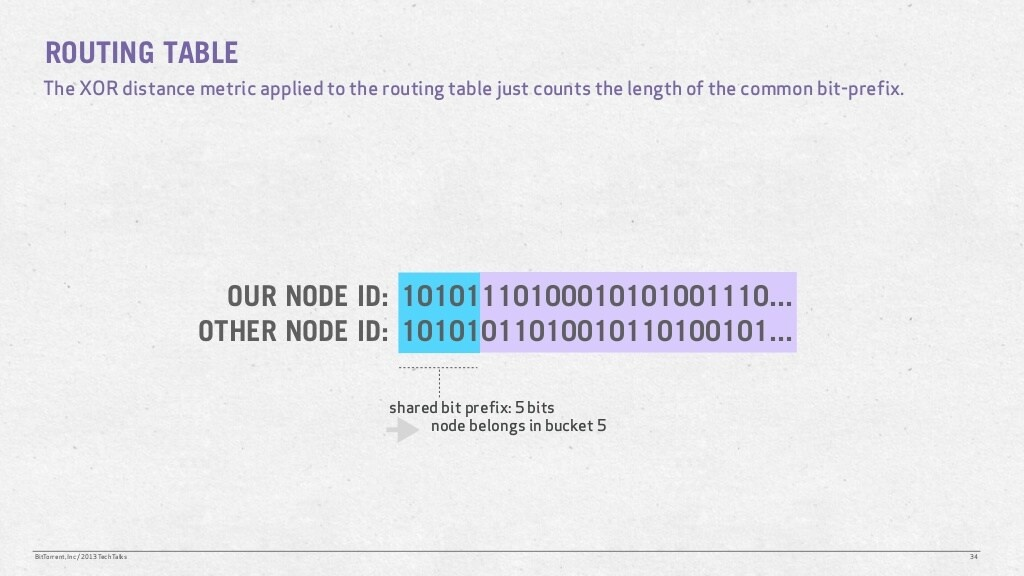 ROUTING TABLE
The XOR distance metric applied to the routing table just counts the length of the common bit-prefix.
OUR NODE ID: 10101110100010101001110...
OTHER NODE ID: 10101011010010110100101...
shared bit prefix: 5 bits
node belongs in bucket 5
BitTorrent, Inc / 2013 Tech Talks
34